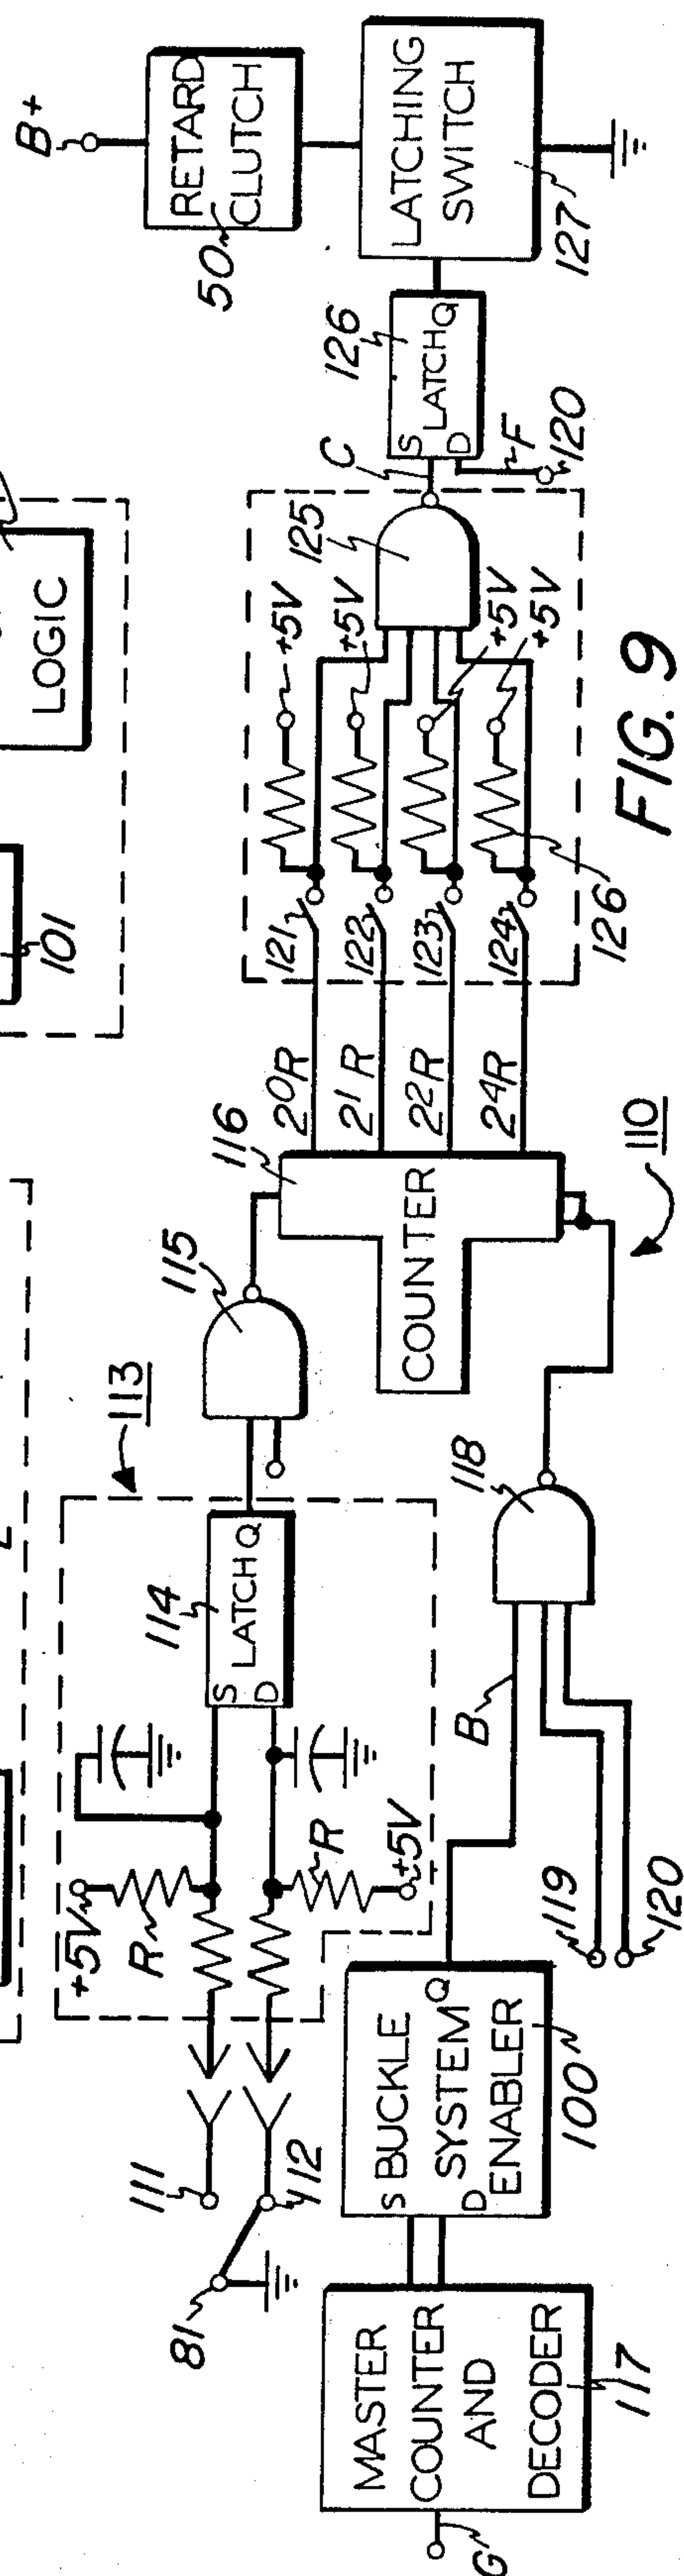 B+
RETARD
CLUTCH
50
LATCHING
SWITCH
127
126
S
LATCH
Q
D
C
F
120
LOGIC
101
125
+5V
+5V
+5V
+5V
121
122
123
124
126
FIG. 9
2⁰R
2¹R
2²R
2⁴R
116
COUNTER
110
115
113
114
S
LATCH
Q
D
118
B
+5V
R
R
+5V
119
120
111
112
81
S
BUCKLE
SYSTEM
Q
D
ENABLER
100
MASTER
COUNTER
AND
DECODER
117
G